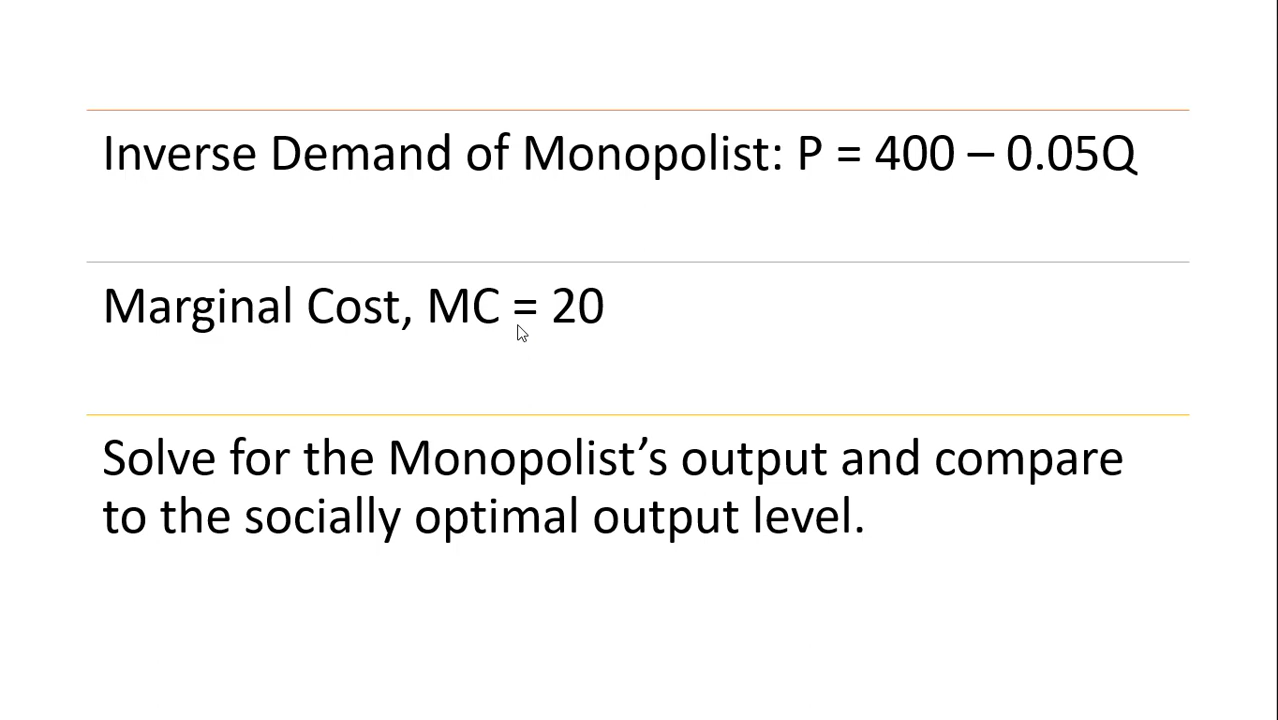 Inverse Demand of Monopolist: P = 400 – 0.05Q
Marginal Cost, MC = 20
Solve for the Monopolist’s output and compare
to the socially optimal output level.